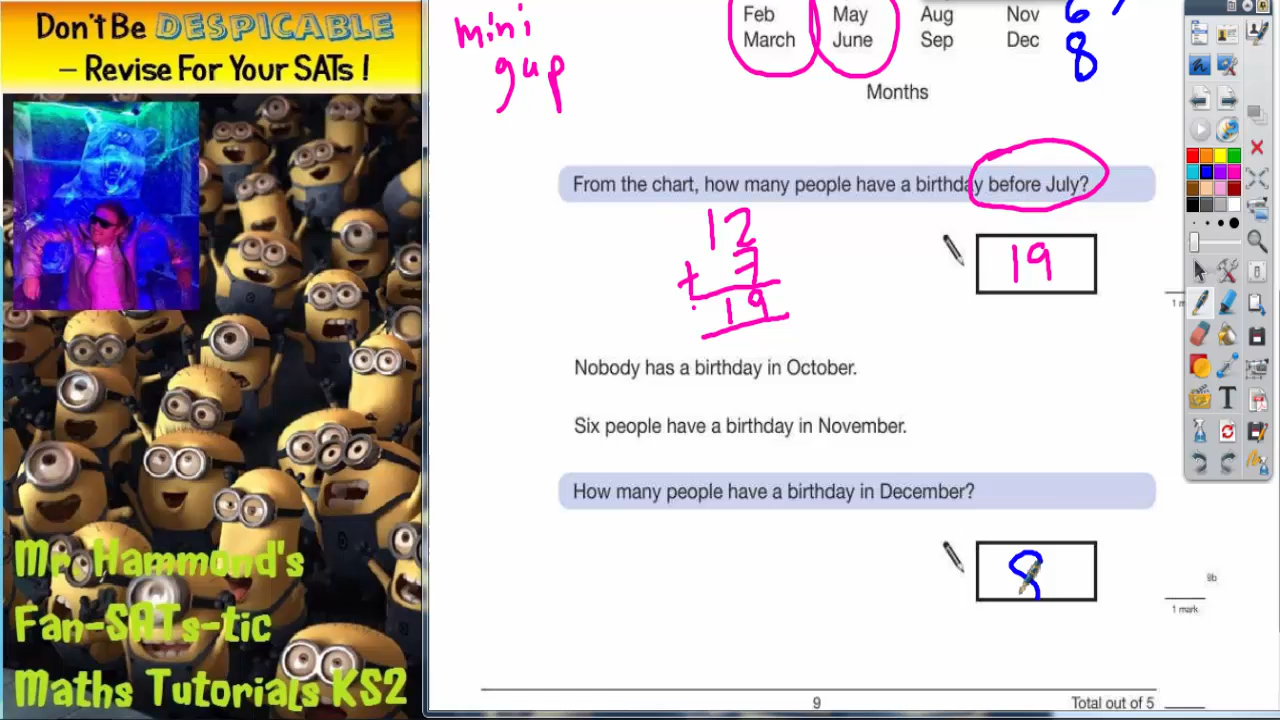 Don't Be DESPICABLE
– Revise For Your SATs !
Mr Hammond's
Fan-SATs-tic
Maths Tutorials KS2
mini
gap
Feb May Aug Nov
March June Sep Dec
6
8
Months
From the chart, how many people have a birthday before July?
12
+ 7
19
19
1 m
Nobody has a birthday in October.
Six people have a birthday in November.
How many people have a birthday in December?
8
9b
1 mark
9
Total out of 5